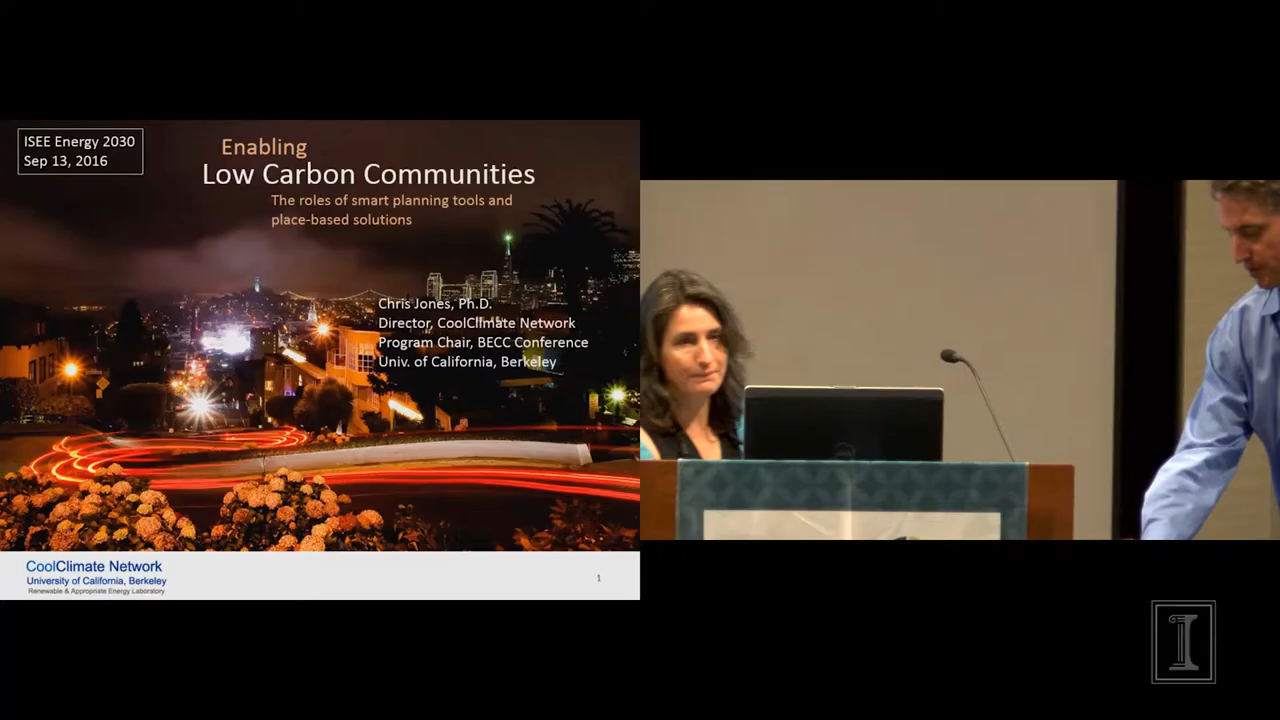 ISEE Energy 2030
Sep 13, 2016
Enabling
Low Carbon Communities
The roles of smart planning tools and
place-based solutions
Chris Jones, Ph.D.
Director, CoolClimate Network
Program Chair, BECC Conference
Univ. of California, Berkeley
CoolClimate Network
University of California, Berkeley
Renewable & Appropriate Energy Laboratory
1
I